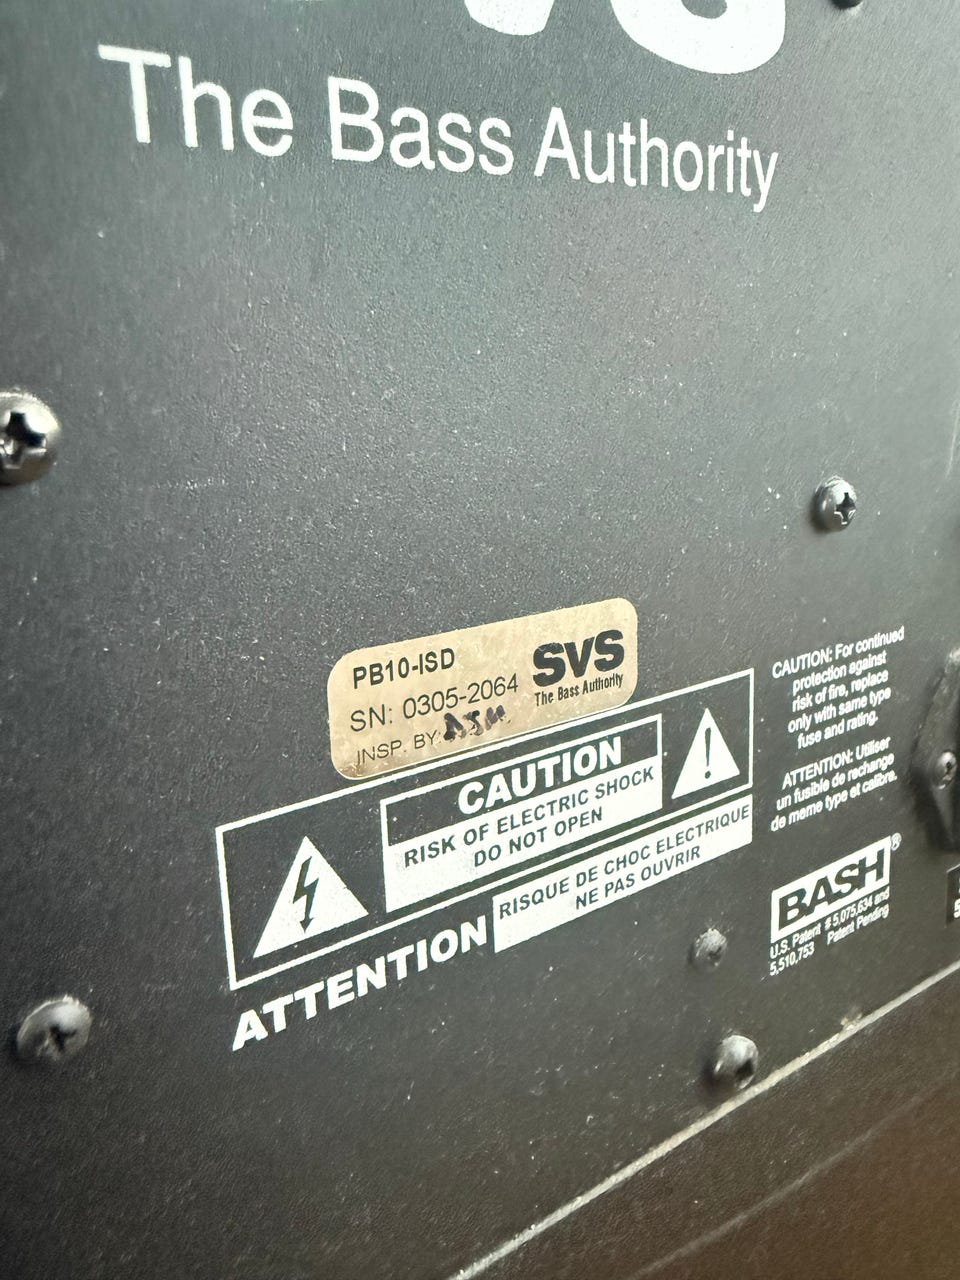 SVS
The Bass Authority
PB10-ISD
SN: 0305-2064
INSP. BY:
SVS
The Bass Authority
CAUTION
RISK OF ELECTRIC SHOCK
DO NOT OPEN
ATTENTION
RISQUE DE CHOC ELECTRIQUE
NE PAS OUVRIR
CAUTION: For continued
protection against
risk of fire, replace
only with same type
fuse and rating.
ATTENTION: Utiliser
un fusible de rechange
de meme type et calibre.
BASH®
U.S. Patent # 5,075,634 and
5,510,753 Patent Pending